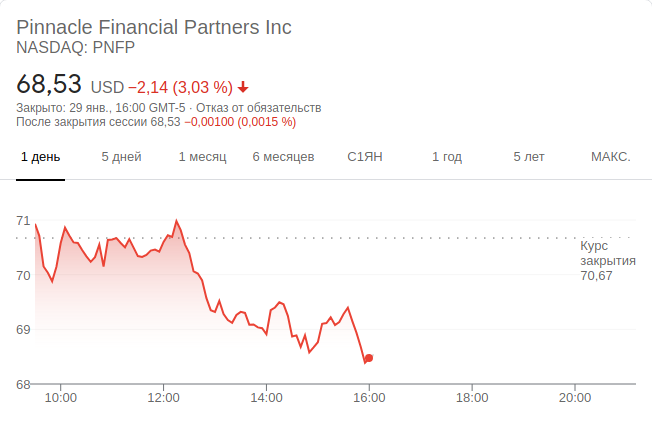 Pinnacle Financial Partners Inc
NASDAQ: PNFP
68,53 USD −2,14 (3,03 %)
Закрыто: 29 янв., 16:00 GMT-5 · Отказ от обязательств
После закрытия сессии 68,53 −0,00100 (0,0015 %)
1 день 5 дней 1 месяц 6 месяцев С1ЯН 1 год 5 лет МАКС.
71
Курс
закрытия
70,67
70
69
68
10:00 12:00 14:00 16:00 18:00 20:00